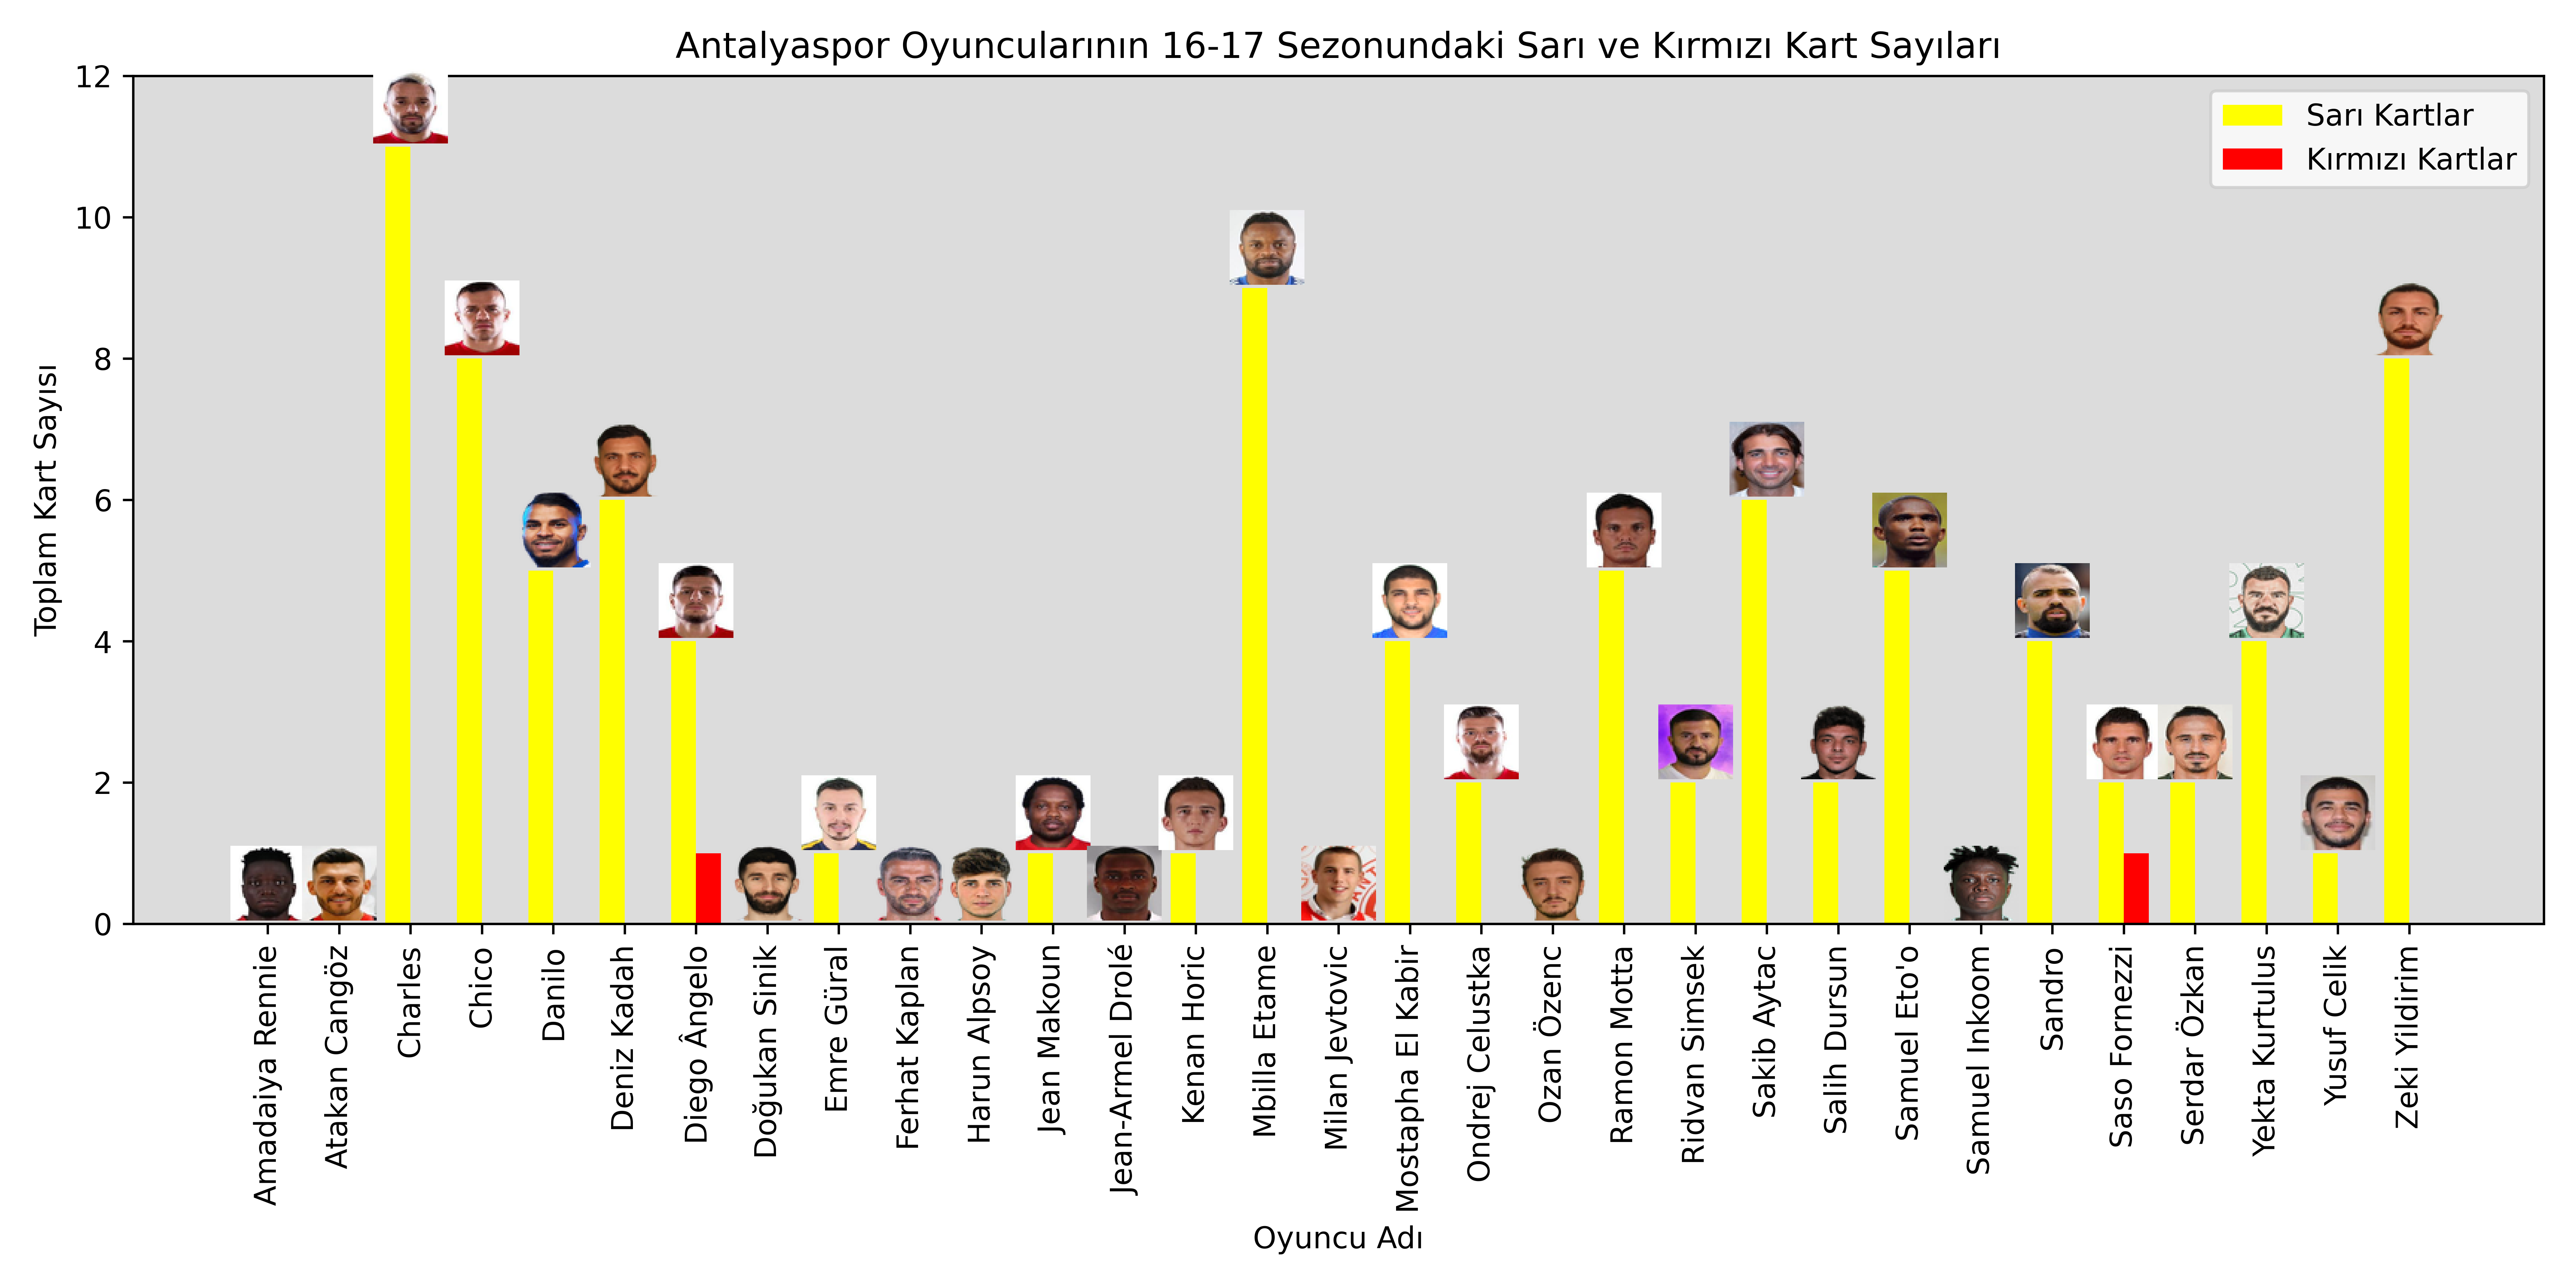 Antalyaspor Oyuncularının 16-17 Sezonundaki Sarı ve Kırmızı Kart Sayıları
Sarı Kartlar
Kırmızı Kartlar
Toplam Kart Sayısı
12
10
8
6
4
2
0
Amadaiya Rennie
Atakan Cangöz
Charles
Chico
Danilo
Deniz Kadah
Diego Ângelo
Doğukan Sinik
Emre Güral
Ferhat Kaplan
Harun Alpsoy
Jean Makoun
Jean-Armel Drolé
Kenan Horic
Mbilla Etame
Milan Jevtovic
Mostapha El Kabir
Ondrej Celustka
Ozan Özenc
Ramon Motta
Ridvan Simsek
Sakib Aytac
Salih Dursun
Samuel Eto'o
Samuel Inkoom
Sandro
Saso Fornezzi
Serdar Özkan
Yekta Kurtulus
Yusuf Celik
Zeki Yildirim
Oyuncu Adı